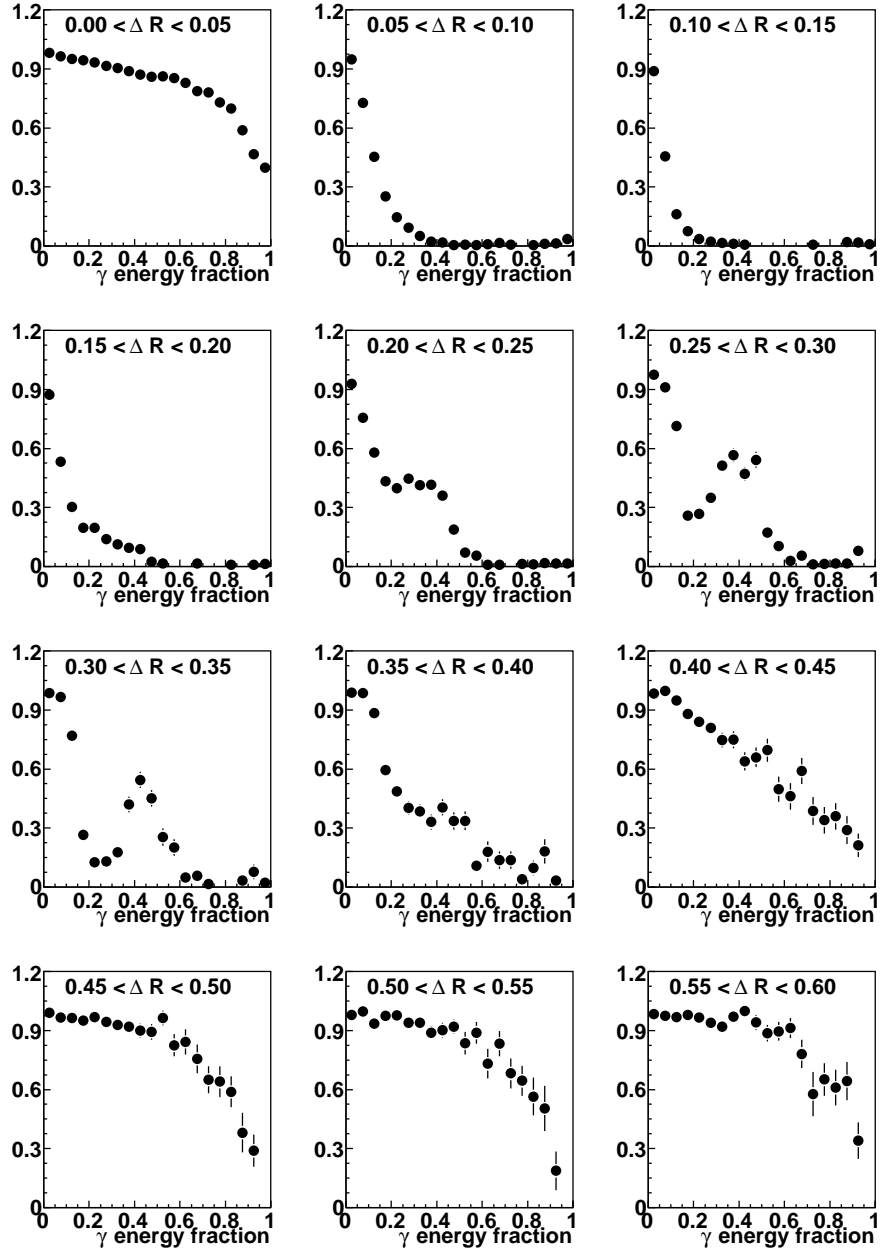 0.00 < Δ R < 0.05
1.2
0.9
0.6
0.3
0
0 0.2 0.4 0.6 0.8 1
γ energy fraction
0.05 < Δ R < 0.10
1.2
0.9
0.6
0.3
0
0 0.2 0.4 0.6 0.8 1
γ energy fraction
0.10 < Δ R < 0.15
1.2
0.9
0.6
0.3
0
0 0.2 0.4 0.6 0.8 1
γ energy fraction
0.15 < Δ R < 0.20
1.2
0.9
0.6
0.3
0
0 0.2 0.4 0.6 0.8 1
γ energy fraction
0.20 < Δ R < 0.25
1.2
0.9
0.6
0.3
0
0 0.2 0.4 0.6 0.8 1
γ energy fraction
0.25 < Δ R < 0.30
1.2
0.9
0.6
0.3
0
0 0.2 0.4 0.6 0.8 1
γ energy fraction
0.30 < Δ R < 0.35
1.2
0.9
0.6
0.3
0
0 0.2 0.4 0.6 0.8 1
γ energy fraction
0.35 < Δ R < 0.40
1.2
0.9
0.6
0.3
0
0 0.2 0.4 0.6 0.8 1
γ energy fraction
0.40 < Δ R < 0.45
1.2
0.9
0.6
0.3
0
0 0.2 0.4 0.6 0.8 1
γ energy fraction
0.45 < Δ R < 0.50
1.2
0.9
0.6
0.3
0
0 0.2 0.4 0.6 0.8 1
γ energy fraction
0.50 < Δ R < 0.55
1.2
0.9
0.6
0.3
0
0 0.2 0.4 0.6 0.8 1
γ energy fraction
0.55 < Δ R < 0.60
1.2
0.9
0.6
0.3
0
0 0.2 0.4 0.6 0.8 1
γ energy fraction